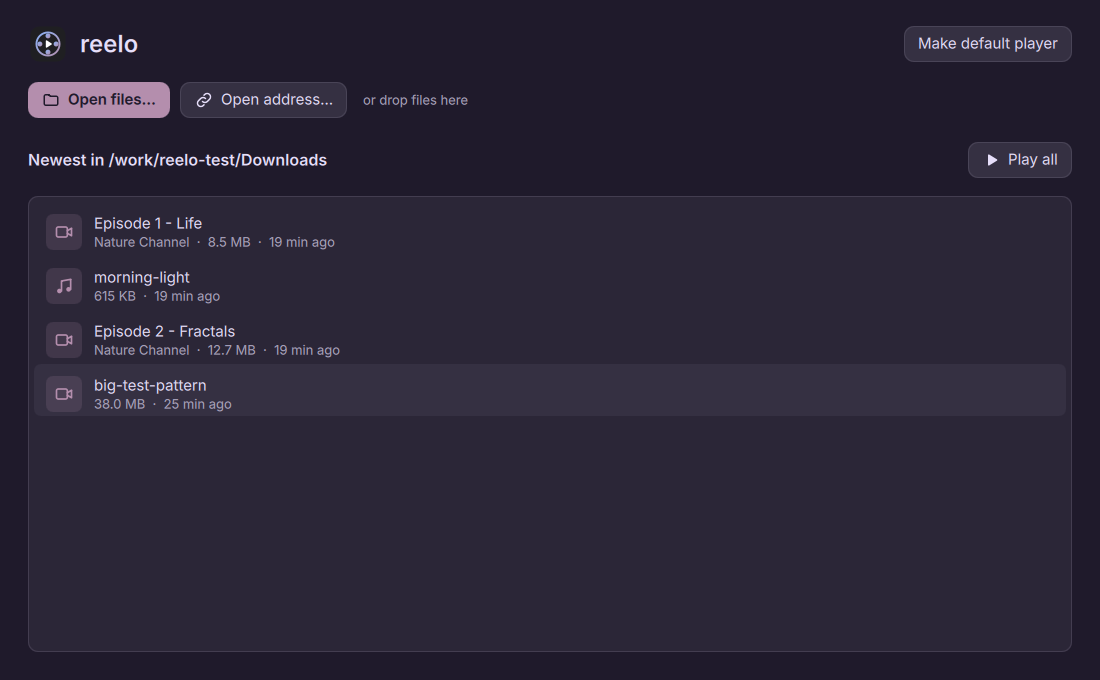 reelo
Make default player
Open files...
Open address...
or drop files here
Newest in /work/reelo-test/Downloads
Play all
Episode 1 - Life
Nature Channel · 8.5 MB · 19 min ago
morning-light
615 KB · 19 min ago
Episode 2 - Fractals
Nature Channel · 12.7 MB · 19 min ago
big-test-pattern
38.0 MB · 25 min ago